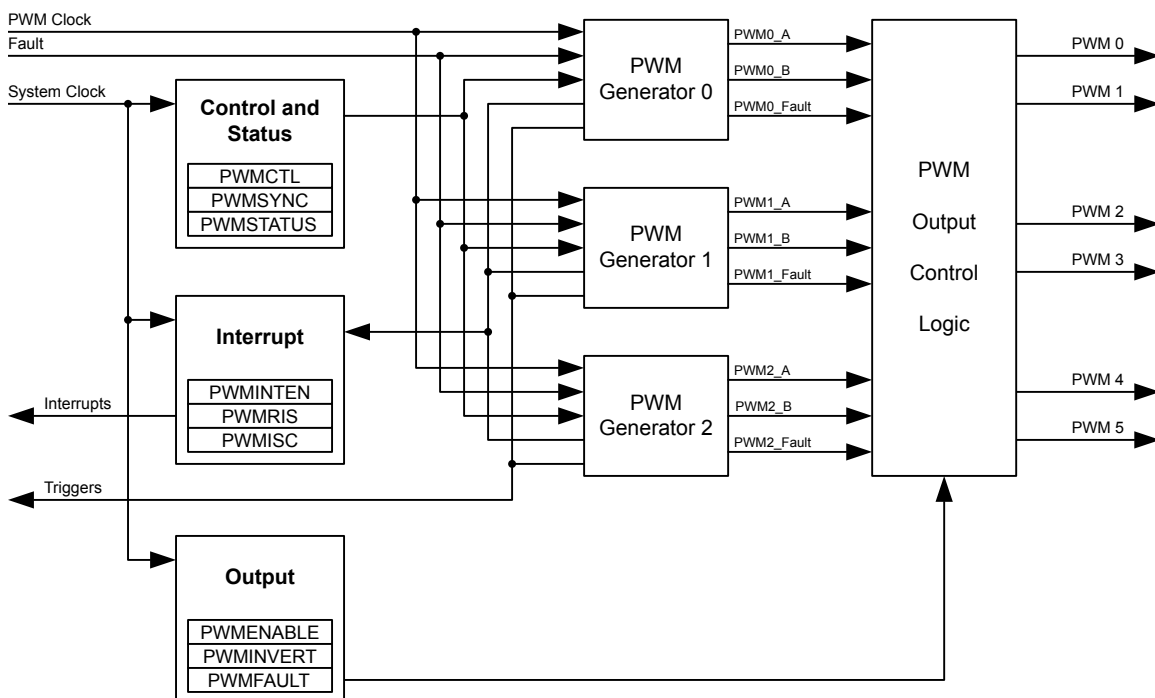 PWM Clock
Fault
System Clock
Control and
Status
PWMCTL
PWMSYNC
PWMSTATUS
Interrupt
PWMINTEN
PWMRIS
PWMISC
Interrupts
Triggers
Output
PWMENABLE
PWMINVERT
PWMFAULT
PWM
Generator 0
PWM0_A
PWM0_B
PWM0_Fault
PWM
Generator 1
PWM1_A
PWM1_B
PWM1_Fault
PWM
Generator 2
PWM2_A
PWM2_B
PWM2_Fault
PWM
Output
Control
Logic
PWM 0
PWM 1
PWM 2
PWM 3
PWM 4
PWM 5